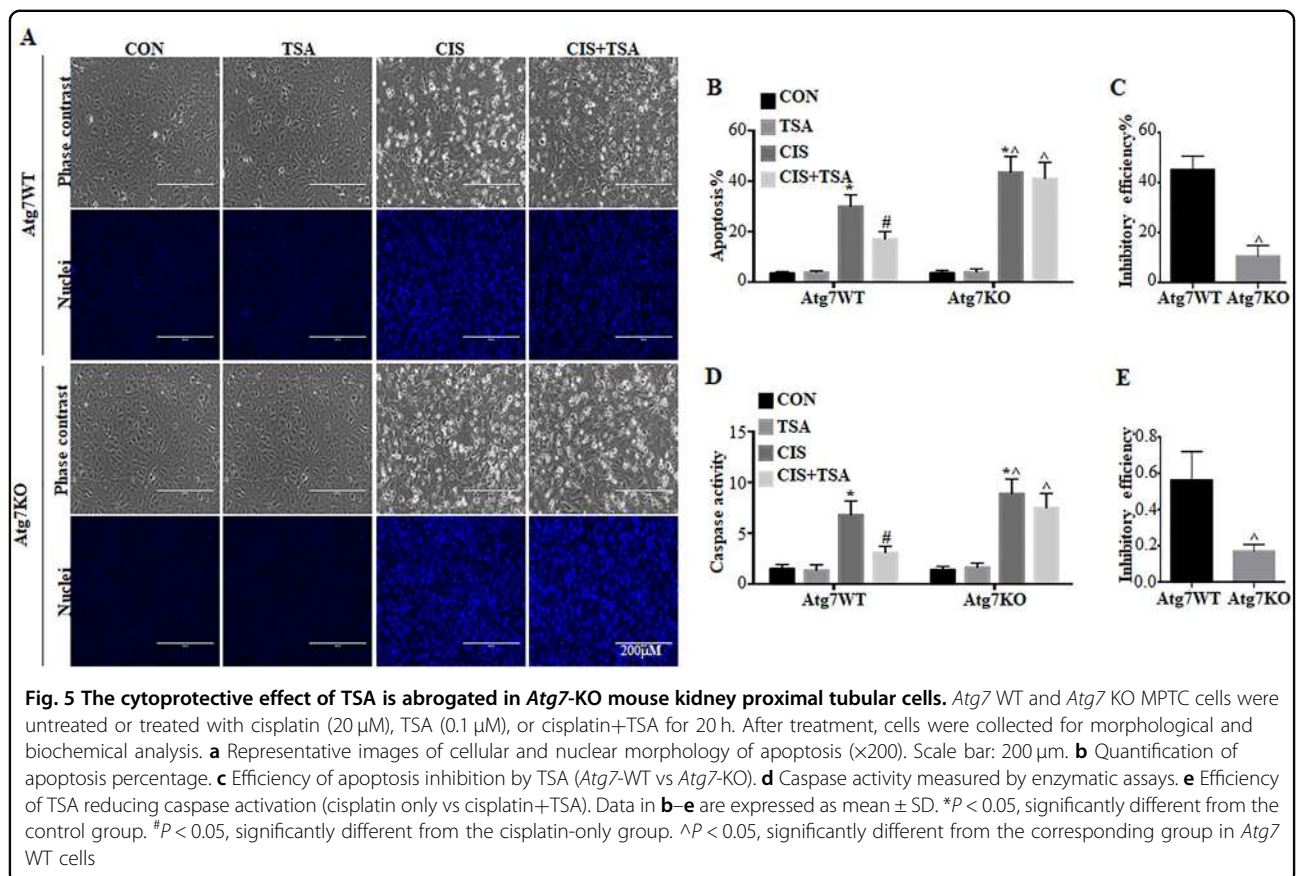 A
CON TSA CIS CIS+TSA
Atg7WT
Phase contrast
Nuclei
Atg7KO
Phase contrast
Nuclei
200μM
B
CON
TSA
CIS
CIS+TSA
Apoptosis%
60
40
20
0
*
#
*^
^
Atg7WT Atg7KO
C
Inhibitory efficiency%
60
40
20
0
^
Atg7WT Atg7KO
D
CON
TSA
CIS
CIS+TSA
Caspase activity
15
10
5
0
*
#
*^
^
Atg7WT Atg7KO
E
Inhibitory efficiency
0.8
0.6
0.4
0.2
0.0
^
Atg7WT Atg7KO
Fig. 5 The cytoprotective effect of TSA is abrogated in Atg7-KO mouse kidney proximal tubular cells. Atg7 WT and Atg7 KO MPTC cells were
untreated or treated with cisplatin (20 μM), TSA (0.1 μM), or cisplatin+TSA for 20 h. After treatment, cells were collected for morphological and
biochemical analysis. a Representative images of cellular and nuclear morphology of apoptosis (×200). Scale bar: 200 μm. b Quantification of
apoptosis percentage. c Efficiency of apoptosis inhibition by TSA (Atg7-WT vs Atg7-KO). d Caspase activity measured by enzymatic assays. e Efficiency
of TSA reducing caspase activation (cisplatin only vs cisplatin+TSA). Data in b–e are expressed as mean ± SD. *P < 0.05, significantly different from the
control group. #P < 0.05, significantly different from the cisplatin-only group. ^P < 0.05, significantly different from the corresponding group in Atg7
WT cells